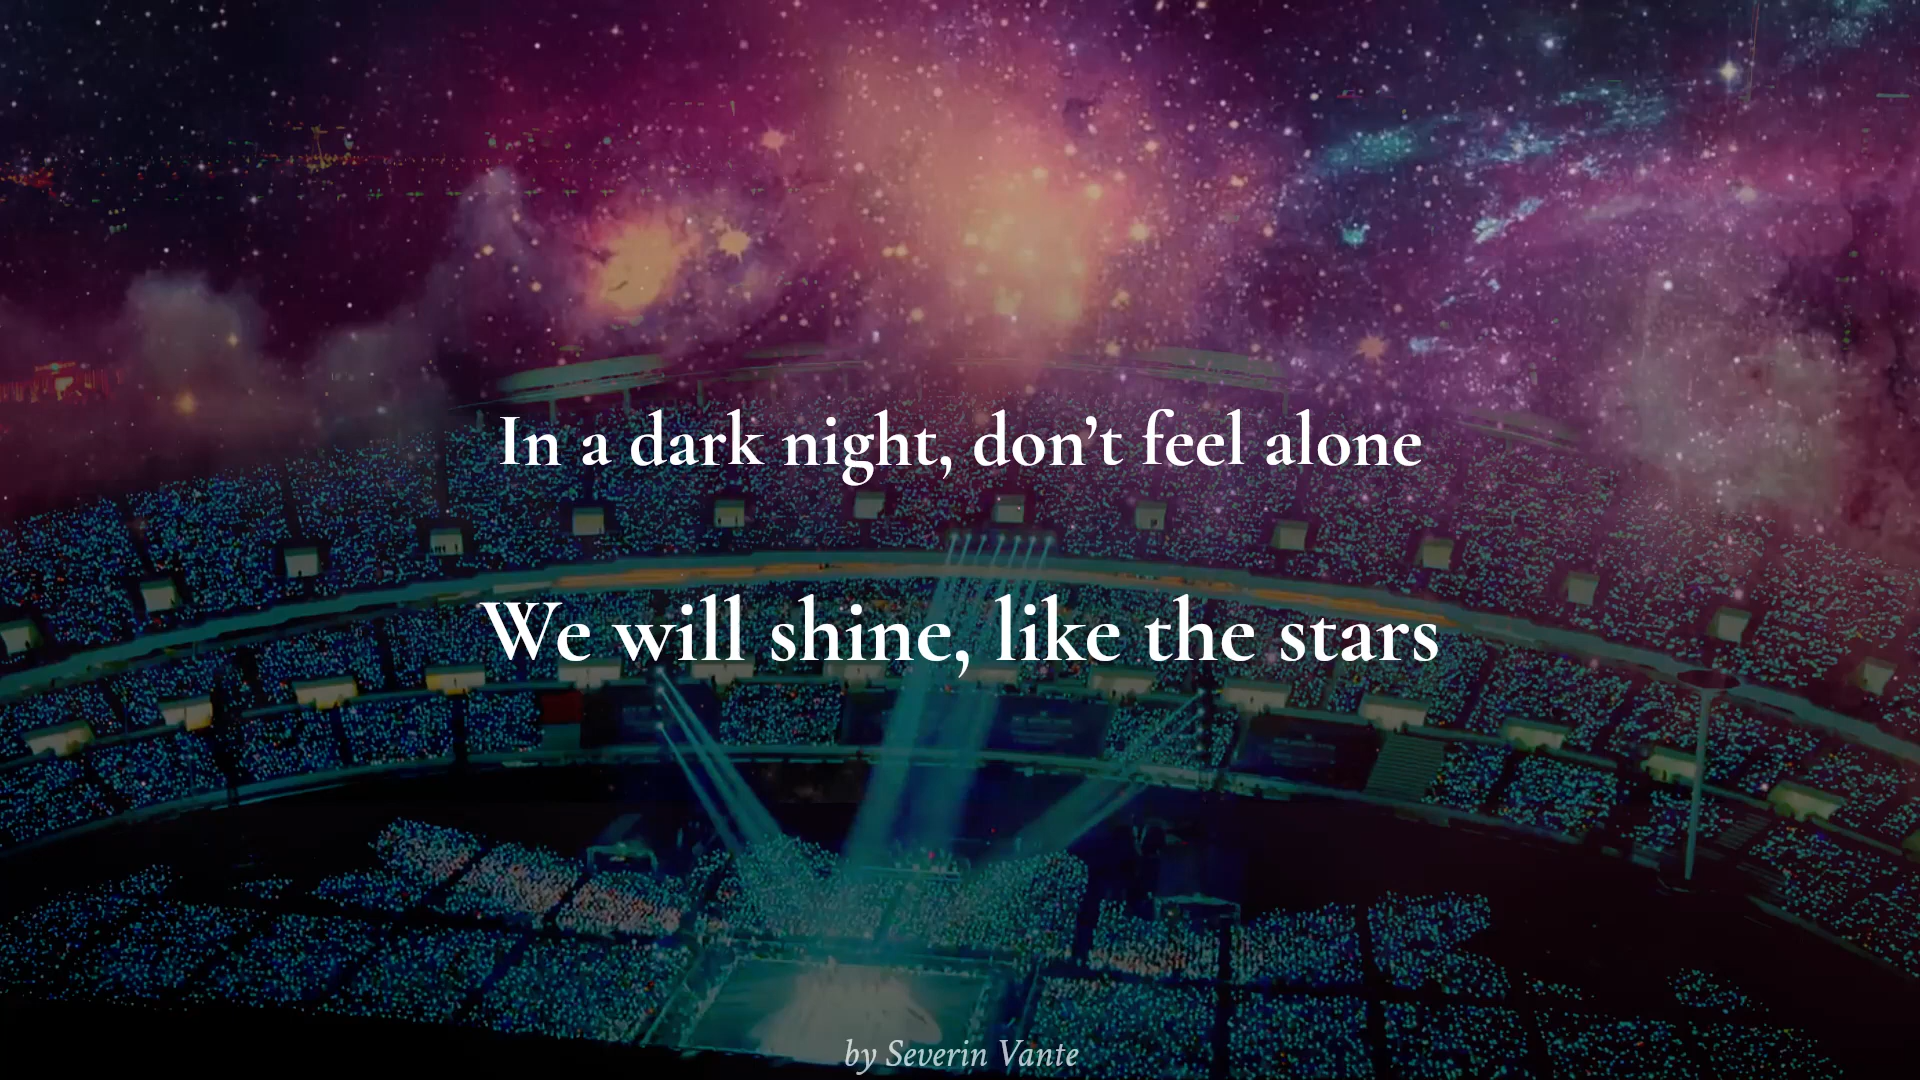 In a dark night, don’t feel alone
We will shine, like the stars
by Severin Vante